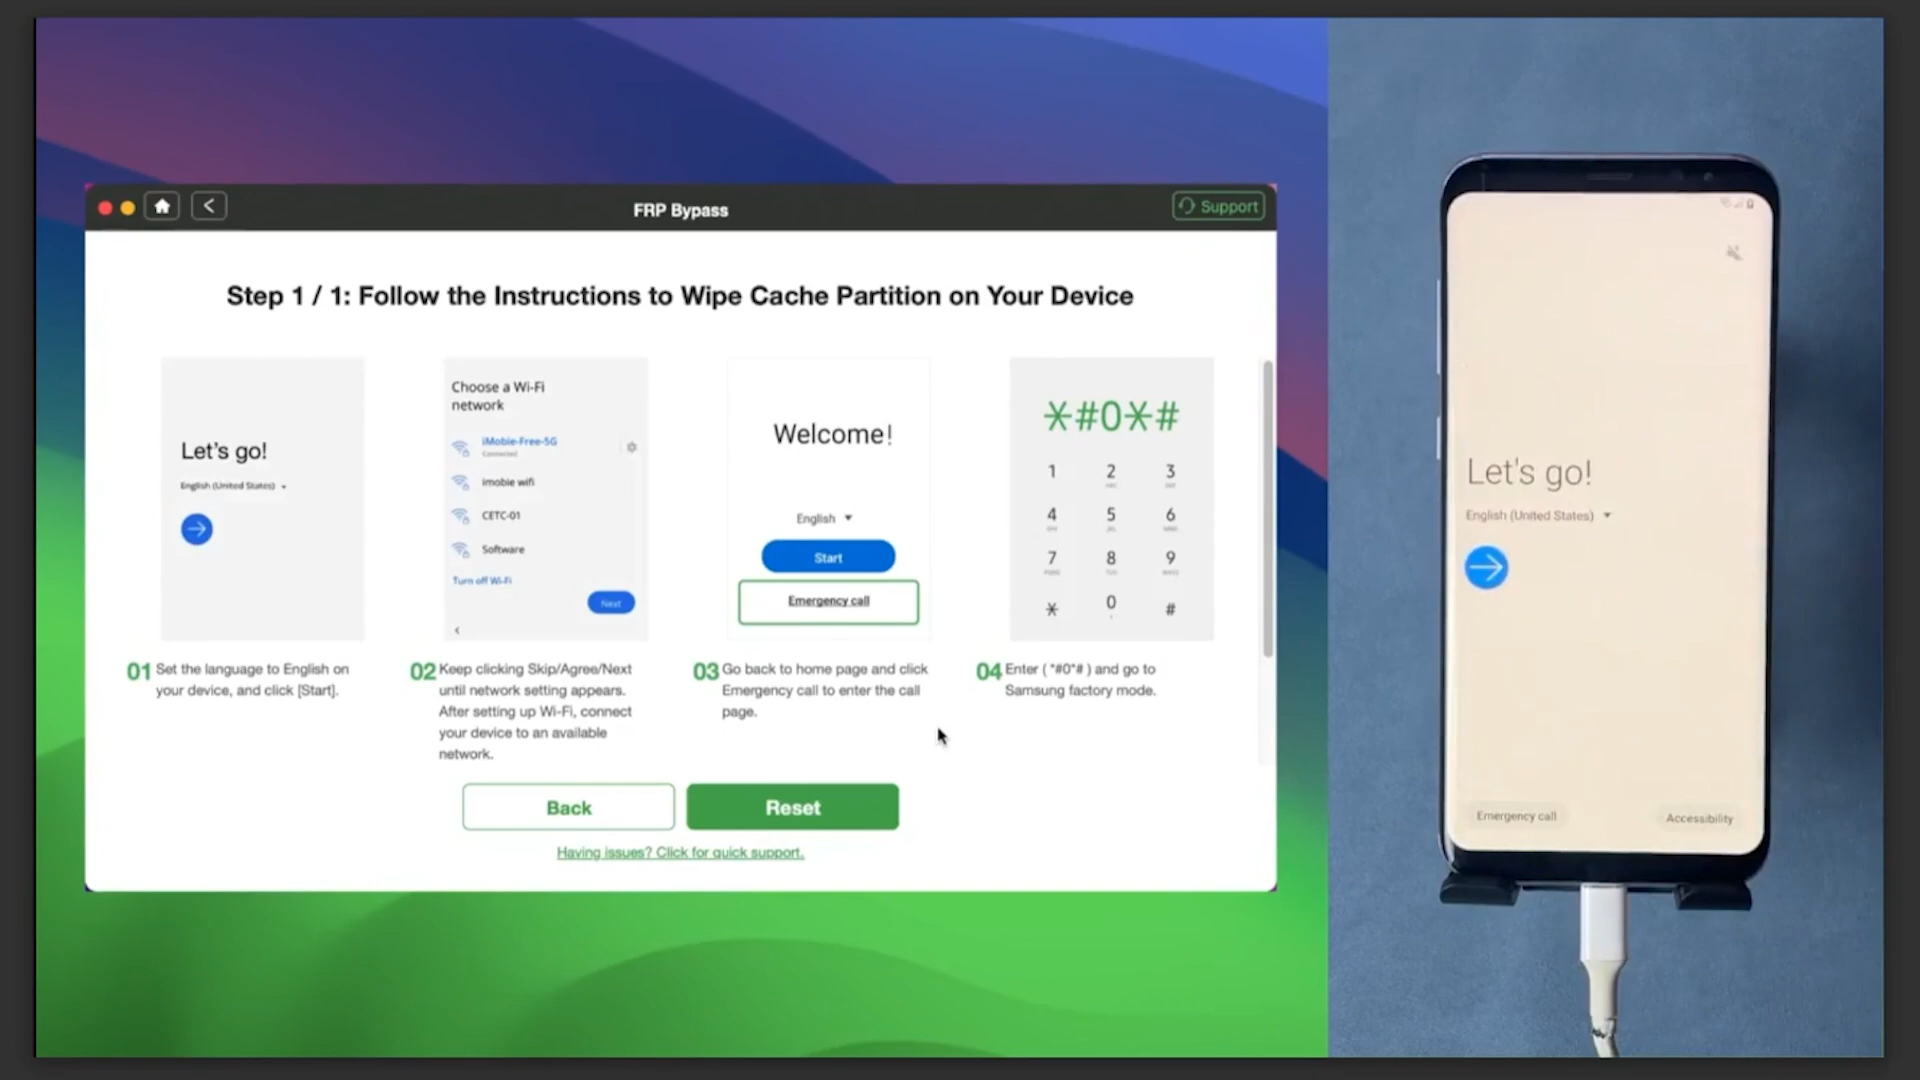 FRP Bypass
Support
Step 1 / 1: Follow the Instructions to Wipe Cache Partition on Your Device
Let's go!
English (United States)
Choose a Wi-Fi
network
iMobie-Free-5G
Connected
imobie wifi
CETC-01
Software
Turn off Wi-Fi
Next
Welcome!
English
Start
Emergency call
*#0*#
1 2 3
4 5 6
7 8 9
* 0 #
01 Set the language to English on
your device, and click [Start].
02 Keep clicking Skip/Agree/Next
until network setting appears.
After setting up Wi-Fi, connect
your device to an available
network.
03 Go back to home page and click
Emergency call to enter the call
page.
04 Enter ( *#0*# ) and go to
Samsung factory mode.
Back
Reset
Having issues? Click for quick support.
Let's go!
English (United States)
Emergency call
Accessibility